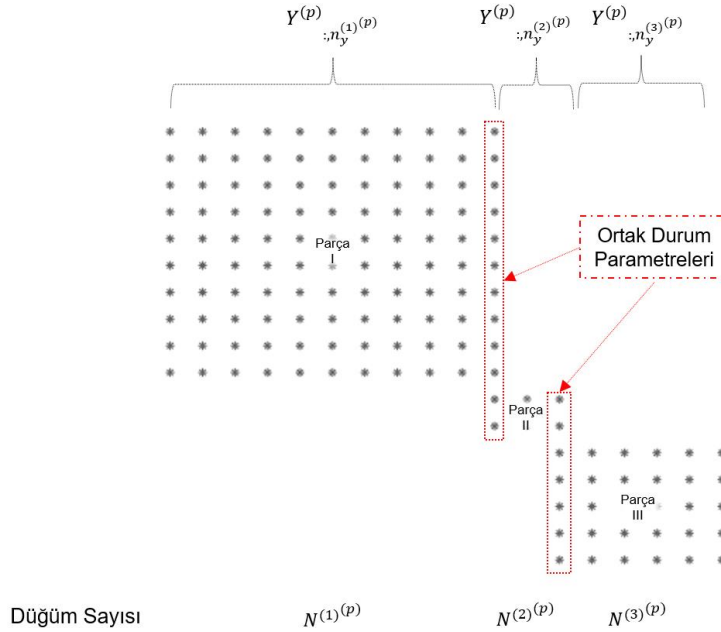 Y^{(p)}_{:,n_y^{(1)^{(p)}}} Y^{(p)}_{:,n_y^{(2)^{(p)}}} Y^{(p)}_{:,n_y^{(3)^{(p)}}}
Ortak Durum
Parametreleri
Parça
I
Parça
II
Parça
III
Düğüm Sayısı N^{(1)^{(p)}} N^{(2)^{(p)}} N^{(3)^{(p)}}